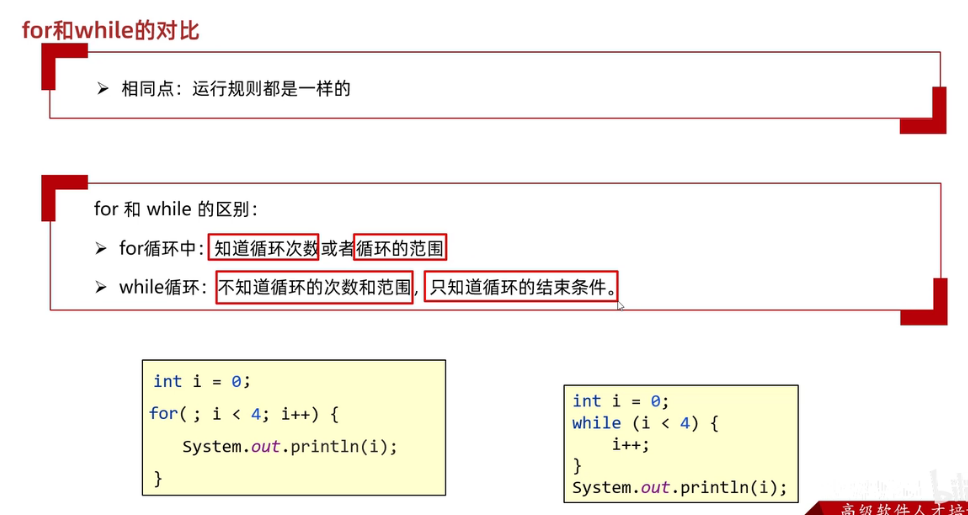 for和while的对比
➢ 相同点：运行规则都是一样的
for 和 while 的区别：
➢ for循环中：知道循环次数或者循环的范围
➢ while循环：不知道循环的次数和范围，只知道循环的结束条件。
int i = 0;
for( ; i < 4; i++) {
System.out.println(i);
}
int i = 0;
while (i < 4) {
i++;
}
System.out.println(i);
高级软件人才培